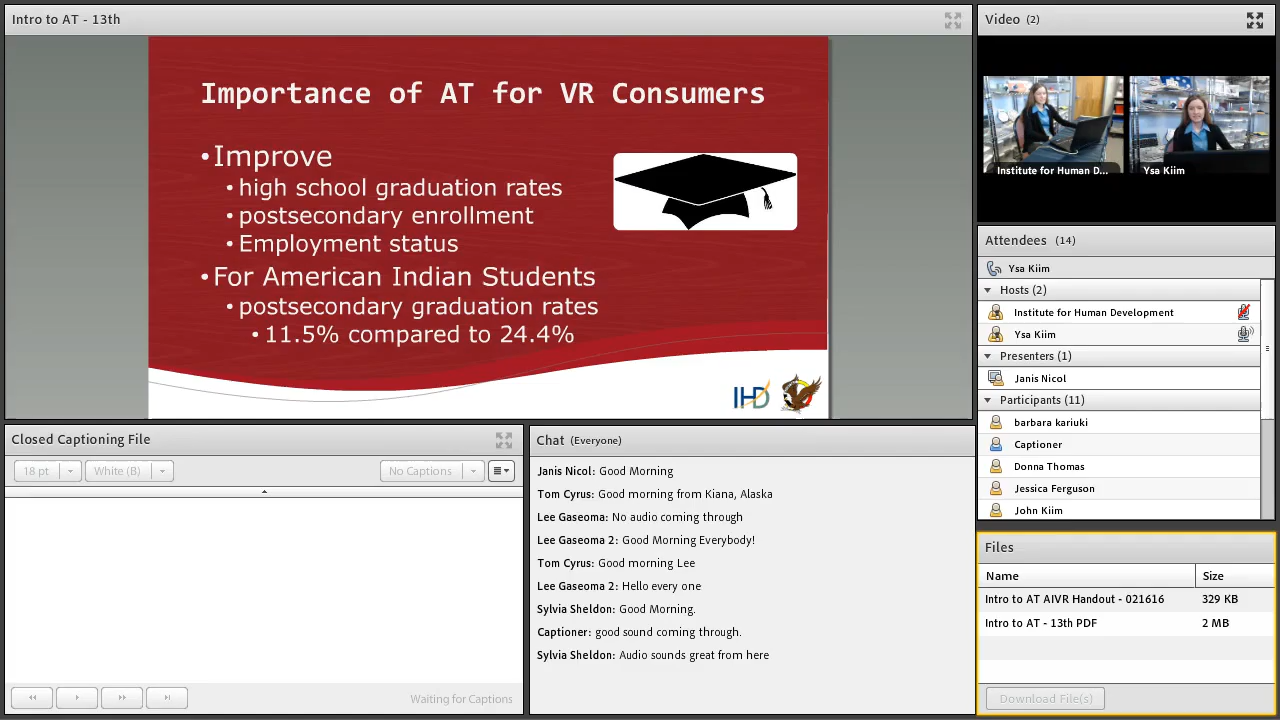 Intro to AT - 13th
Importance of AT for VR Consumers
•Improve
•high school graduation rates
•postsecondary enrollment
•Employment status
•For American Indian Students
•postsecondary graduation rates
•11.5% compared to 24.4%
IHD
Closed Captioning File
18 pt
White (B)
No Captions
Waiting for Captions
Chat (Everyone)
Janis Nicol: Good Morning
Tom Cyrus: Good morning from Kiana, Alaska
Lee Gaseoma: No audio coming through
Lee Gaseoma 2: Good Morning Everybody!
Tom Cyrus: Good morning Lee
Lee Gaseoma 2: Hello every one
Sylvia Sheldon: Good Morning.
Captioner: good sound coming through.
Sylvia Sheldon: Audio sounds great from here
Video (2)
Institute for Human D...
Ysa Kiim
Attendees (14)
Ysa Kiim
Hosts (2)
Institute for Human Development
Ysa Kiim
Presenters (1)
Janis Nicol
Participants (11)
barbara kariuki
Captioner
Donna Thomas
Jessica Ferguson
John Kiim
Files
Name Size
Intro to AT AIVR Handout - 021616 329 KB
Intro to AT - 13th PDF 2 MB
Download File(s)